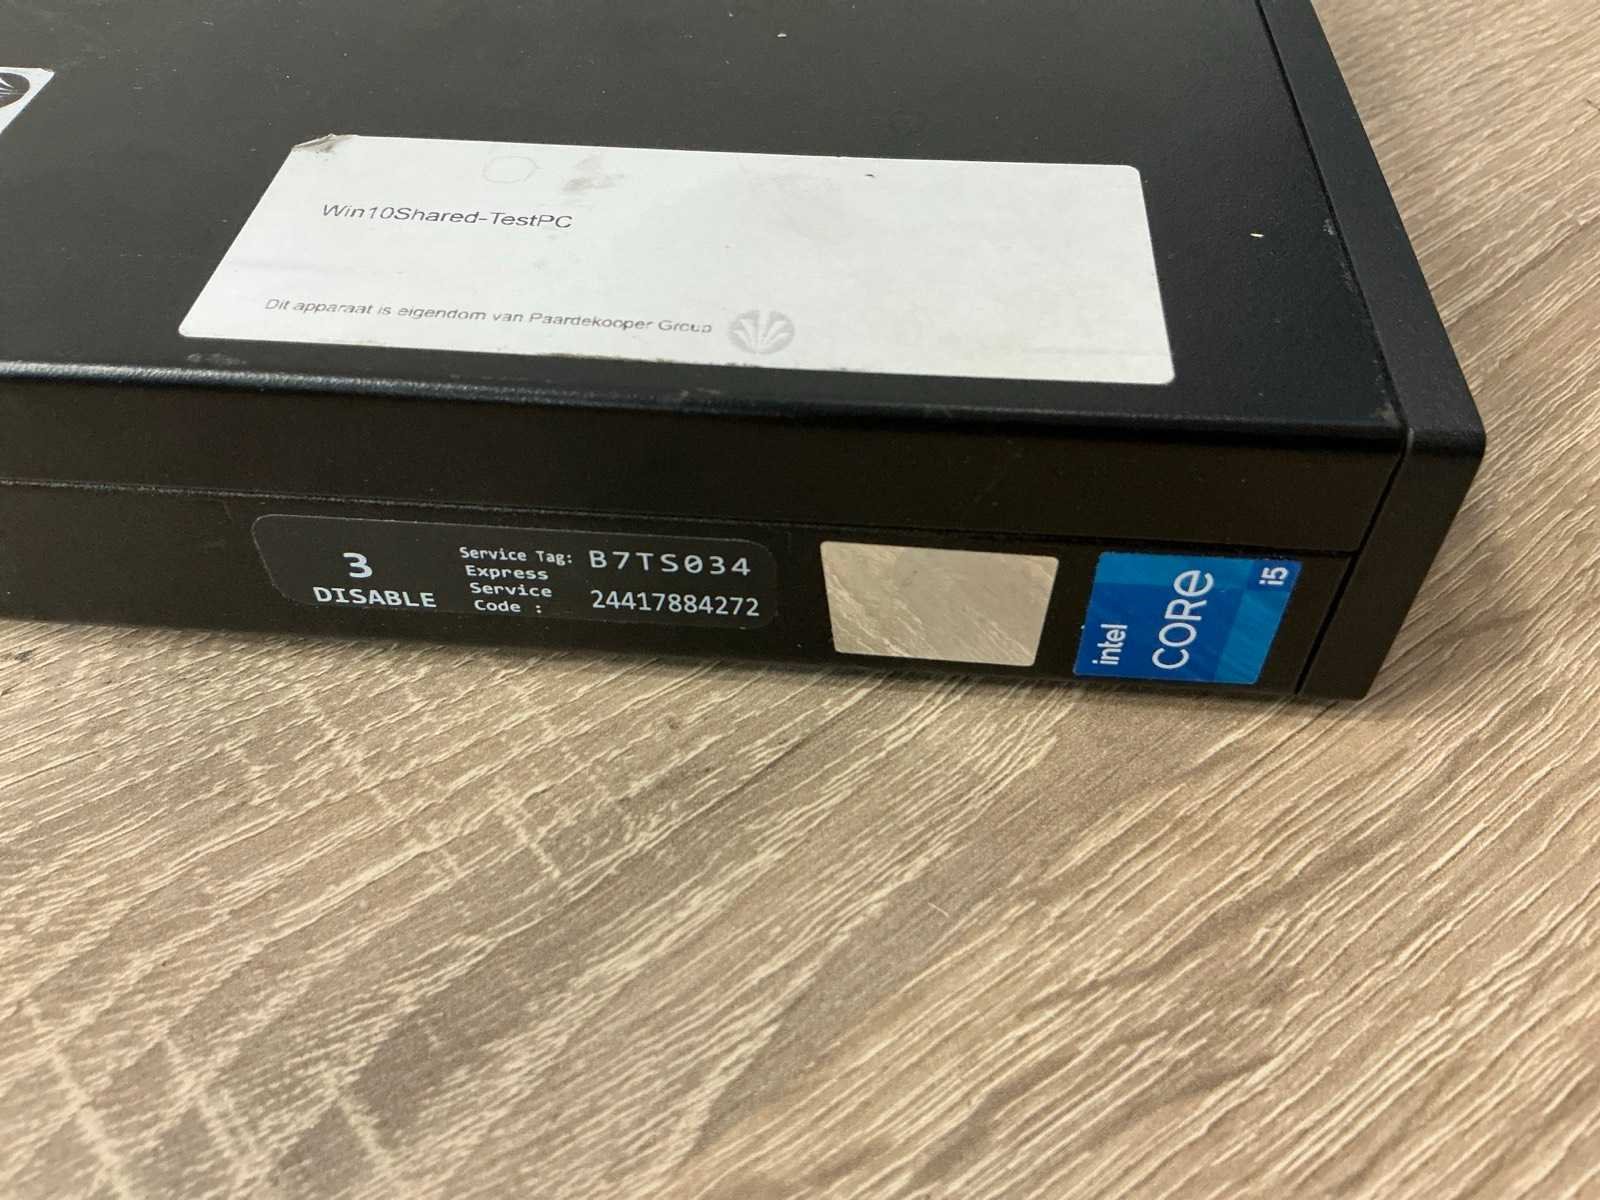 Win10Shared-TestPC
Dit apparaat is eigendom van Paardekooper Group
3
DISABLE
Service Tag: B7TS034
Express
Service
Code : 24417884272
intel
CORE
i5